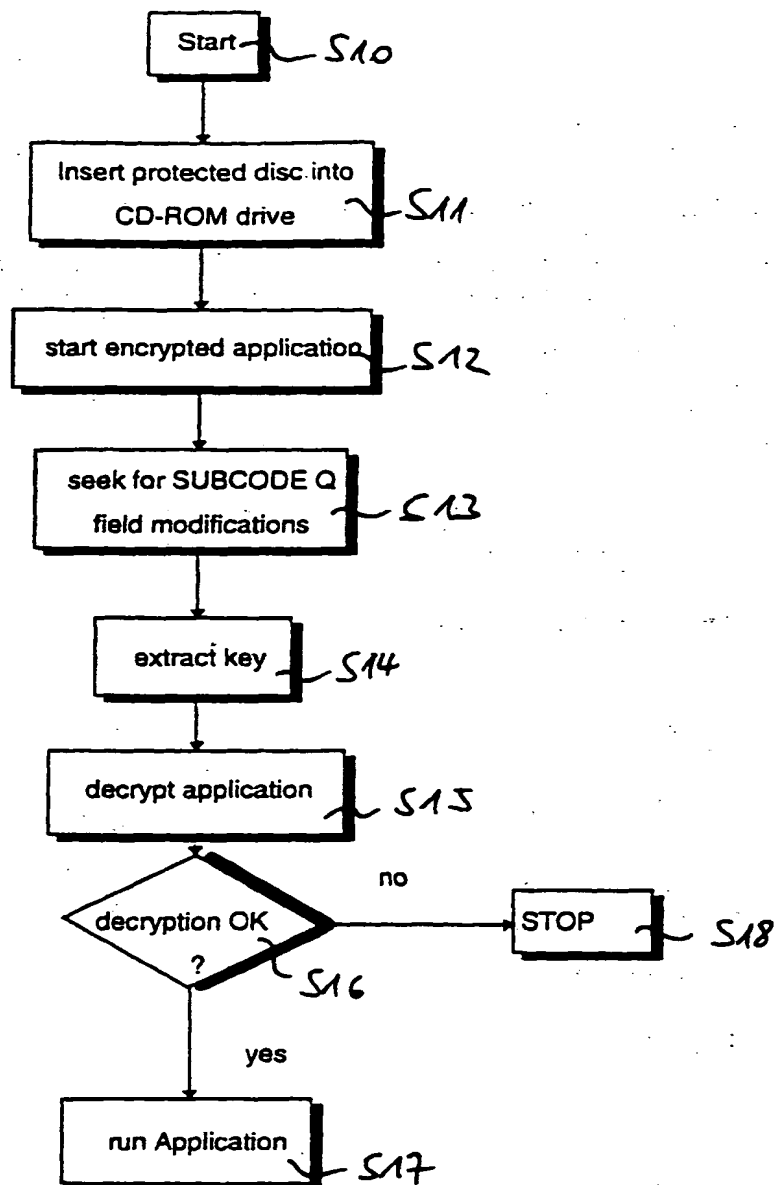 Start S10
Insert protected disc into
CD-ROM drive S11
start encrypted application S12
seek for SUBCODE Q
field modifications S13
extract key S14
decrypt application S15
no
decryption OK STOP S18
? S16
yes
run Application S17